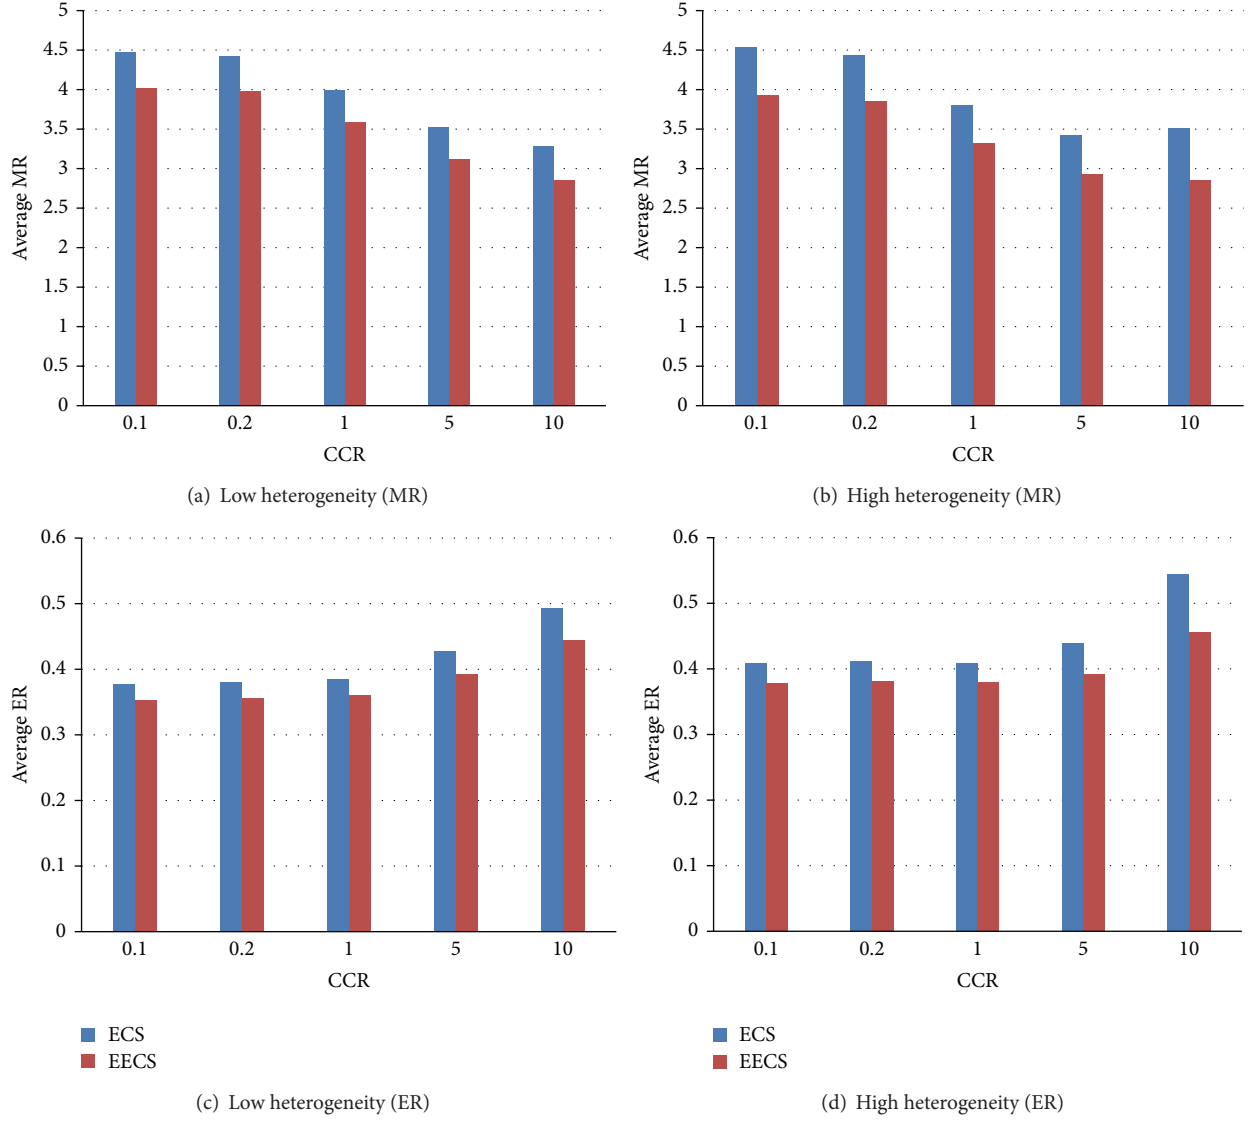 5
4.5
4
3.5
3
2.5
2
1.5
1
0.5
0
Average MR
0.1 0.2 1 5 10
CCR
(a) Low heterogeneity (MR)
5
4.5
4
3.5
3
2.5
2
1.5
1
0.5
0
Average MR
0.1 0.2 1 5 10
CCR
(b) High heterogeneity (MR)
0.6
0.5
0.4
0.3
0.2
0.1
0
Average ER
0.1 0.2 1 5 10
CCR
ECS
EECS
(c) Low heterogeneity (ER)
0.6
0.5
0.4
0.3
0.2
0.1
0
Average ER
0.1 0.2 1 5 10
CCR
ECS
EECS
(d) High heterogeneity (ER)